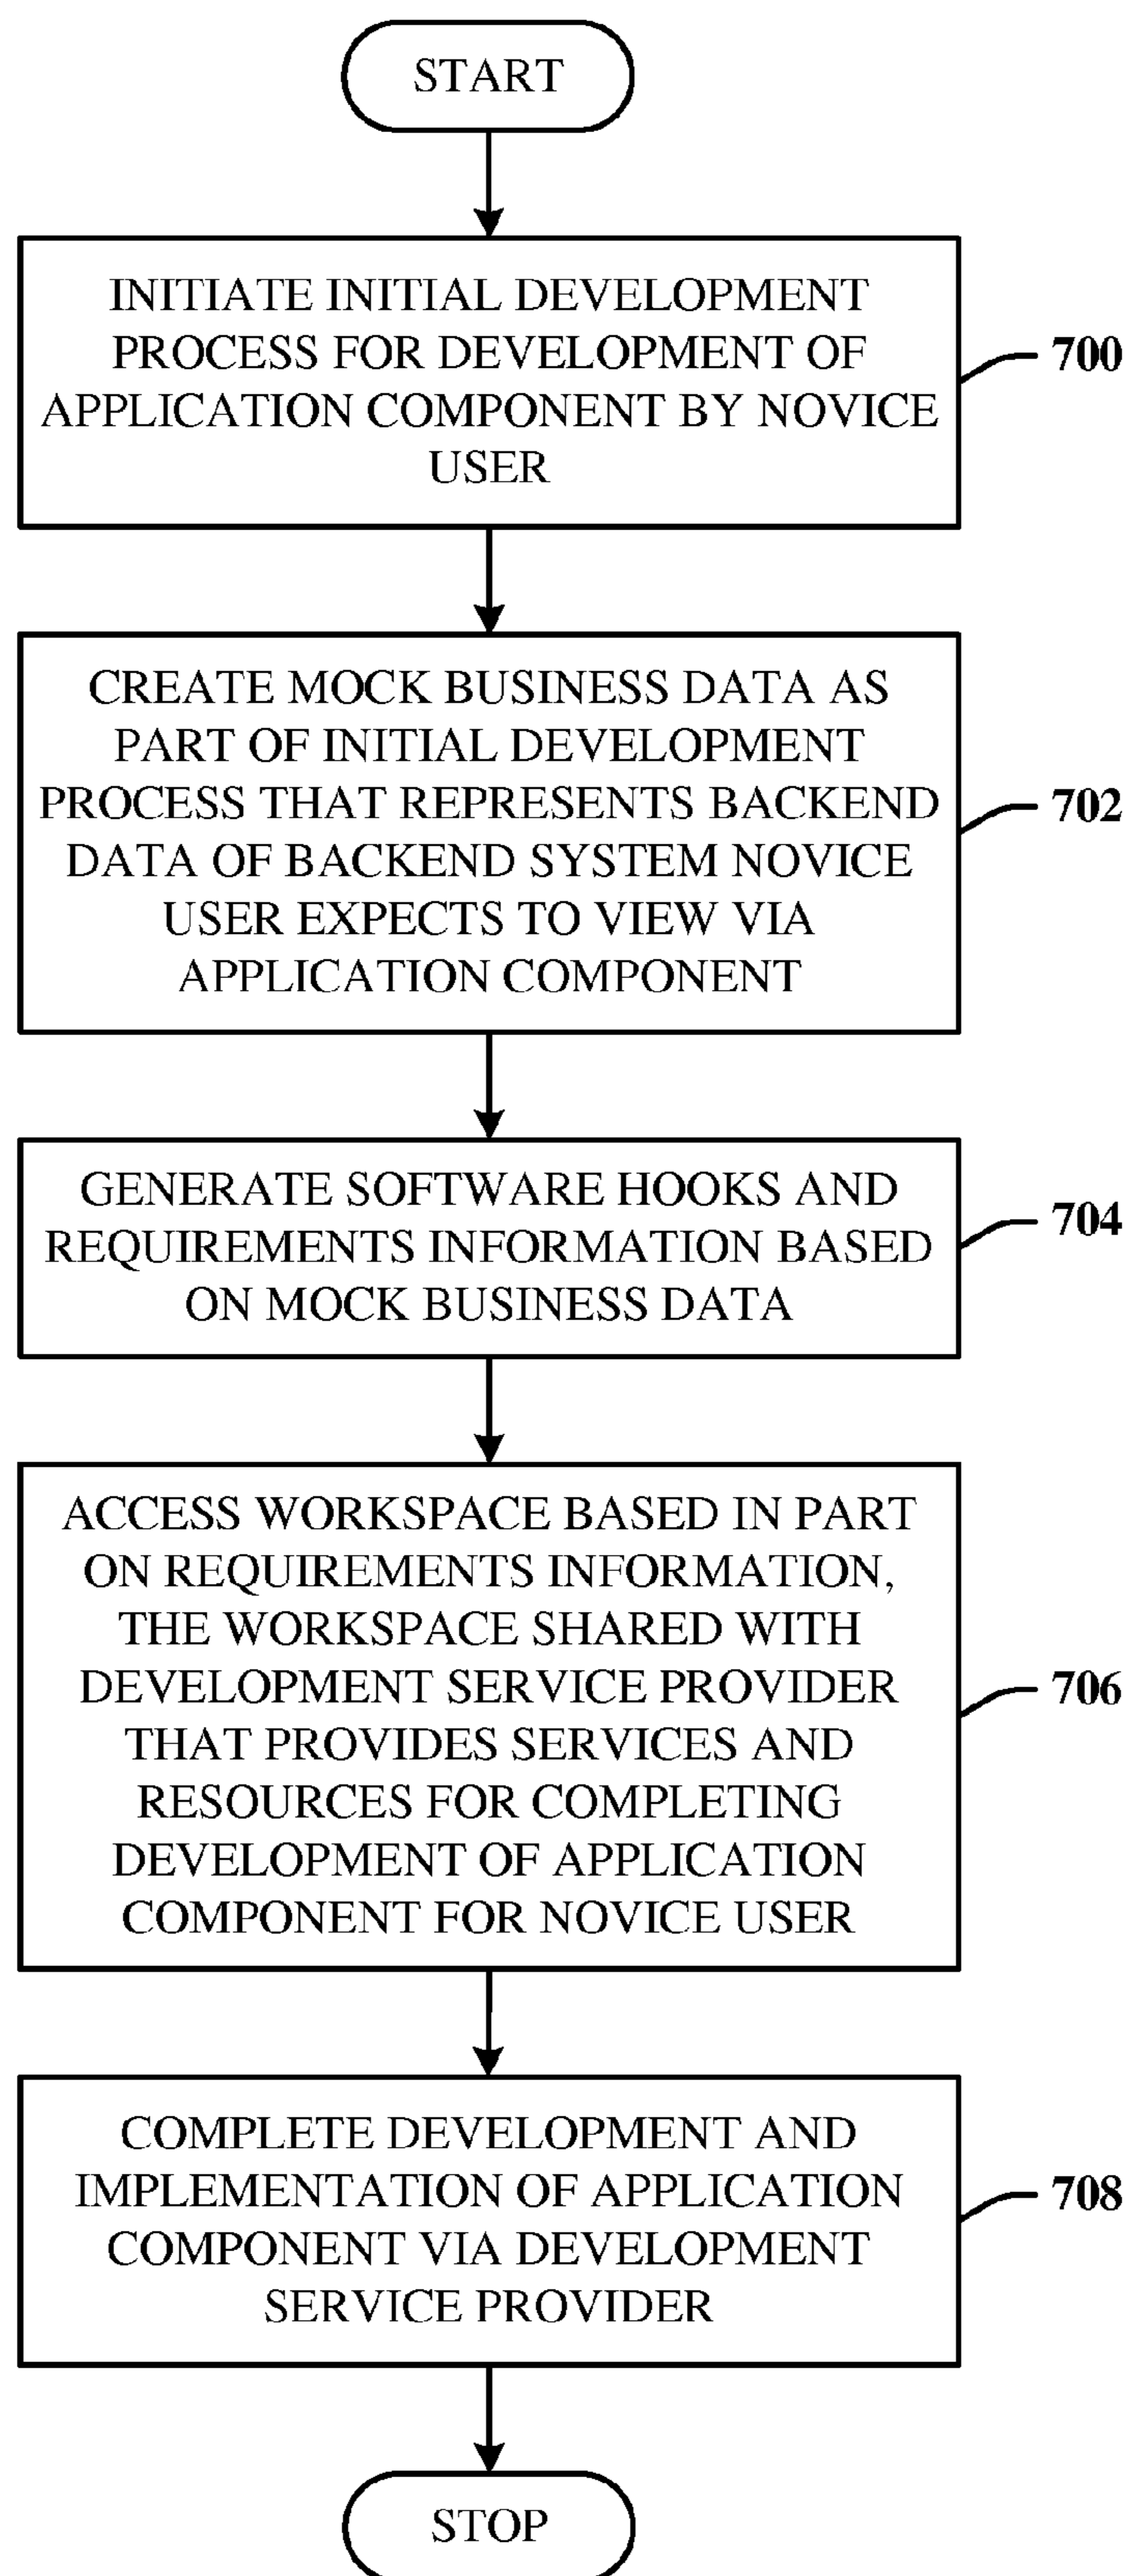 START
INITIATE INITIAL DEVELOPMENT
PROCESS FOR DEVELOPMENT OF
APPLICATION COMPONENT BY NOVICE
USER
700
CREATE MOCK BUSINESS DATA AS
PART OF INITIAL DEVELOPMENT
PROCESS THAT REPRESENTS BACKEND
DATA OF BACKEND SYSTEM NOVICE
USER EXPECTS TO VIEW VIA
APPLICATION COMPONENT
702
GENERATE SOFTWARE HOOKS AND
REQUIREMENTS INFORMATION BASED
ON MOCK BUSINESS DATA
704
ACCESS WORKSPACE BASED IN PART
ON REQUIREMENTS INFORMATION,
THE WORKSPACE SHARED WITH
DEVELOPMENT SERVICE PROVIDER
THAT PROVIDES SERVICES AND
RESOURCES FOR COMPLETING
DEVELOPMENT OF APPLICATION
COMPONENT FOR NOVICE USER
706
COMPLETE DEVELOPMENT AND
IMPLEMENTATION OF APPLICATION
COMPONENT VIA DEVELOPMENT
SERVICE PROVIDER
708
STOP